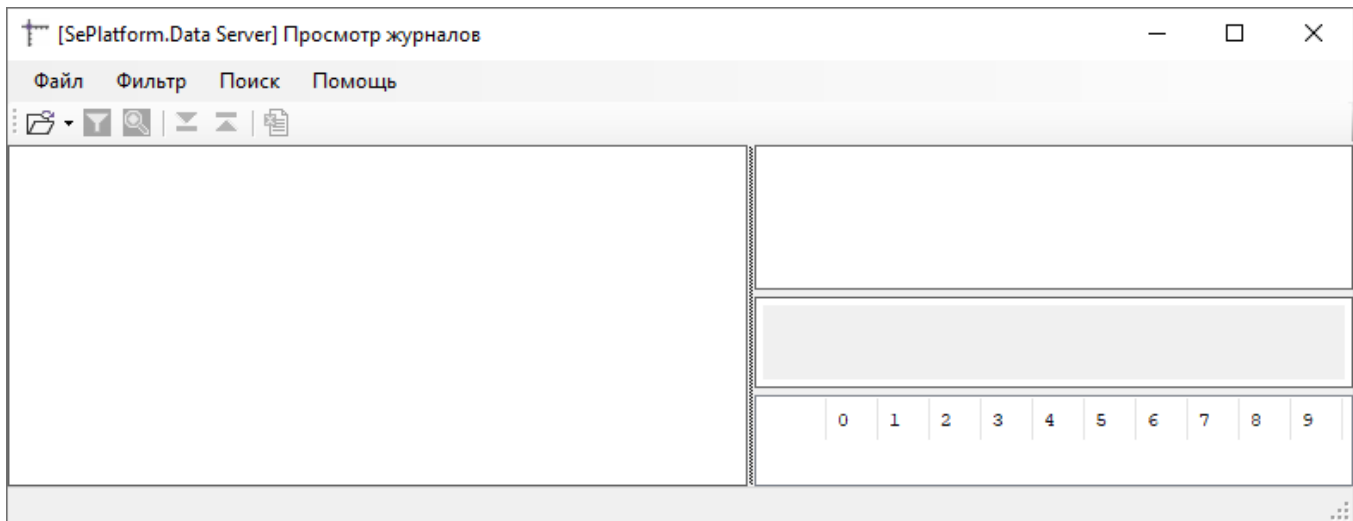 [SePlatform.Data Server] Просмотр журналов
Файл Фильтр Поиск Помощь
0 1 2 3 4 5 6 7 8 9